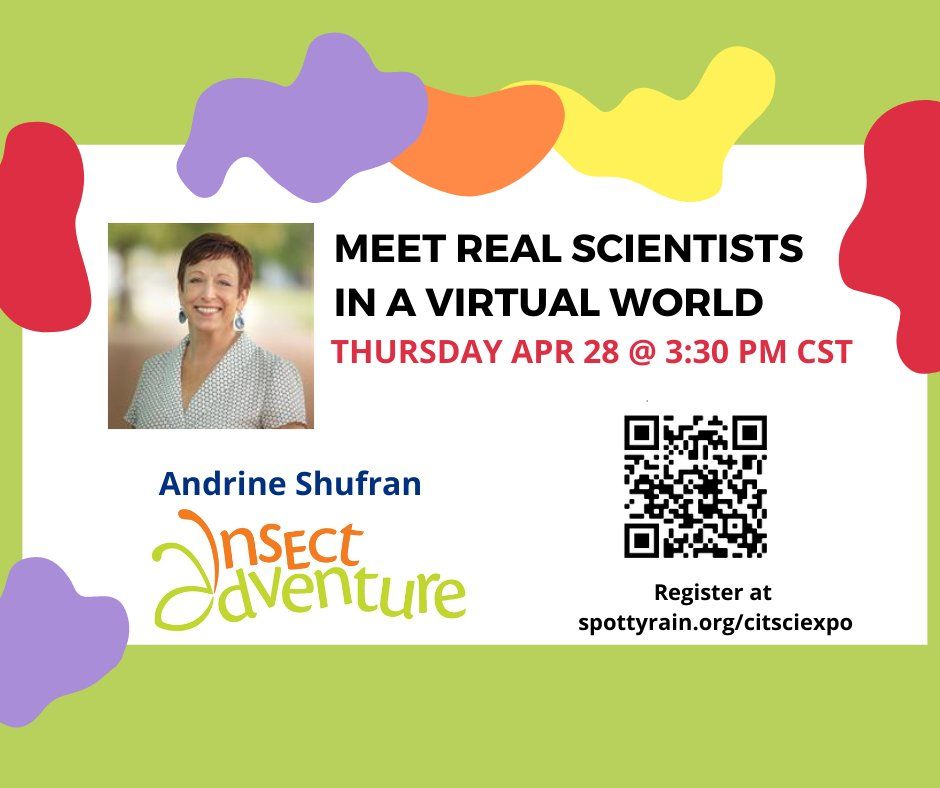 MEET REAL SCIENTISTS
IN A VIRTUAL WORLD
THURSDAY APR 28 @ 3:30 PM CST
Andrine Shufran
Insect
adventure
Register at
spottyrain.org/citsciexpo